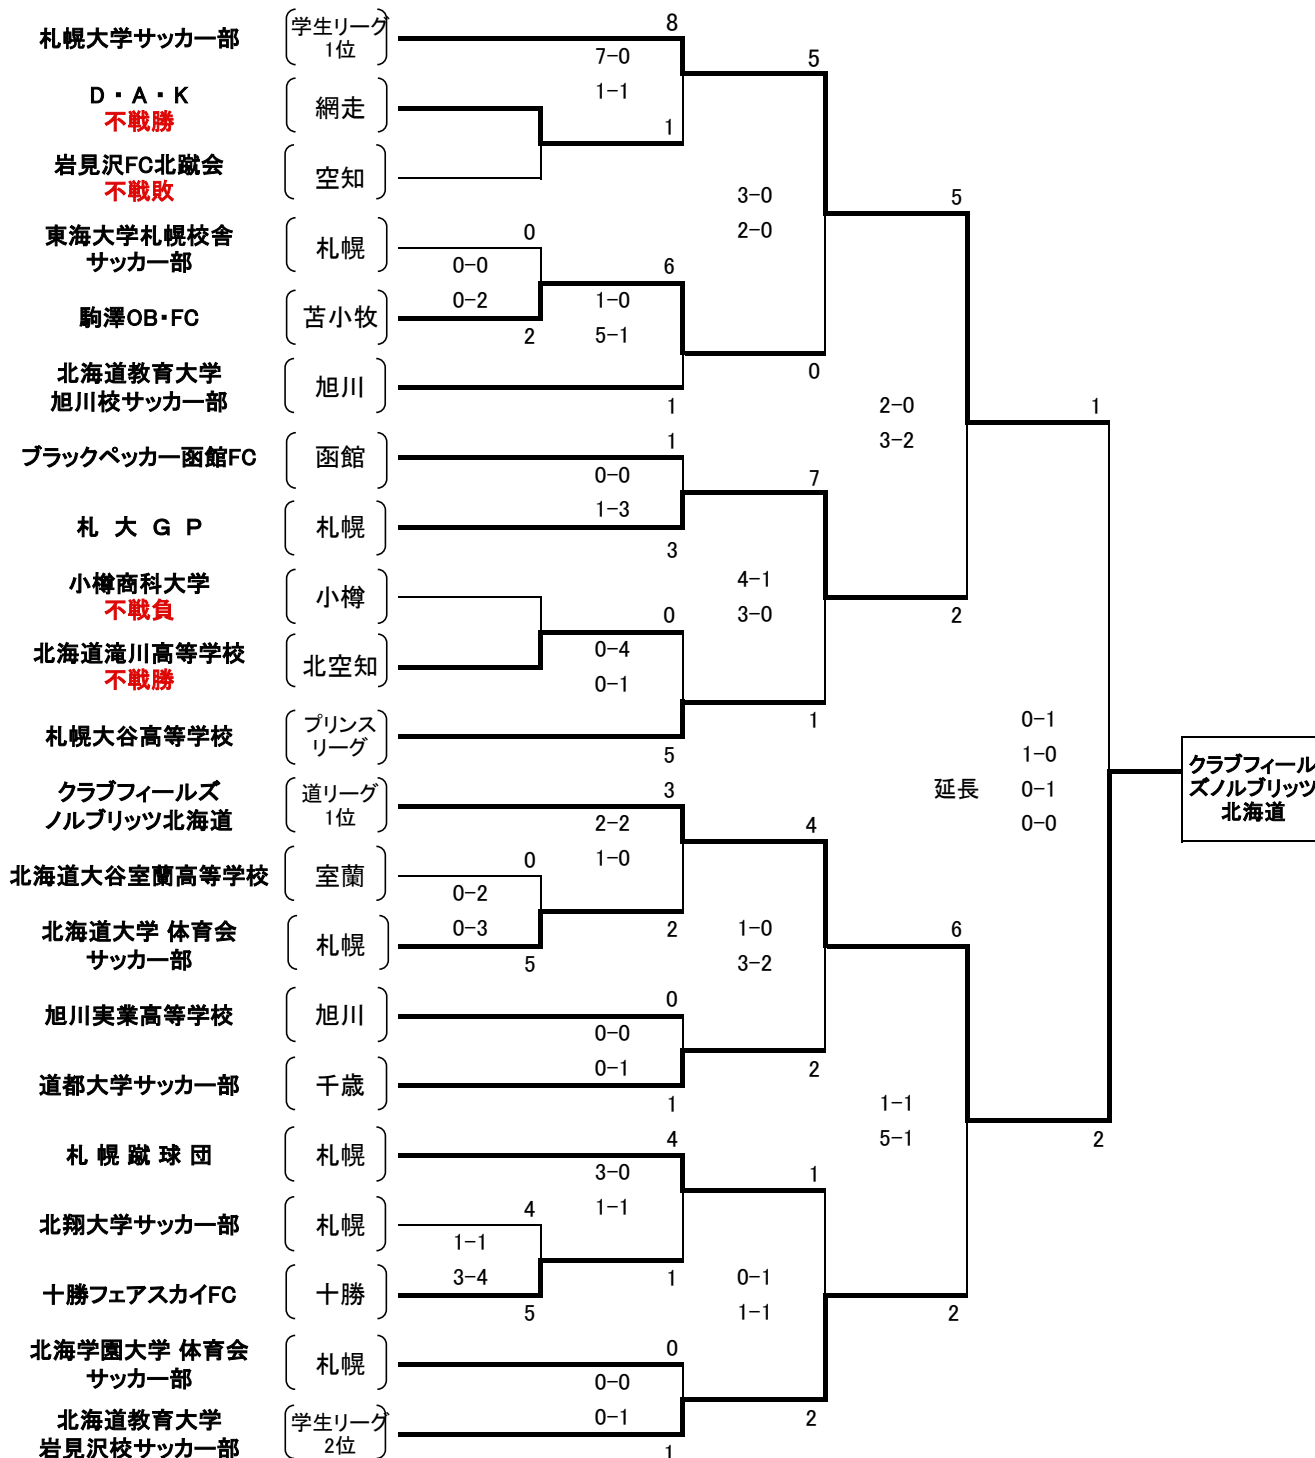 札幌大学サッカー部
学生リーグ
1位
8
7-0
1-1
5
D・A・K
不戦勝
網走
1
岩見沢FC北蹴会
不戦敗
空知
3-0
2-0
5
東海大学札幌校舎
サッカー部
札幌
0
0-0
0-2
6
駒澤OB・FC
苫小牧
2
1-0
5-1
0
北海道教育大学
旭川校サッカー部
旭川
1
2-0
3-2
1
ブラックペッカー函館FC
函館
1
0-0
1-3
7
札 大 G P
札幌
3
4-1
3-0
2
小樽商科大学
不戦負
小樽
0
北海道滝川高等学校
不戦勝
北空知
0-4
0-1
1
札幌大谷高等学校
プリンス
リーグ
5
延長
0-1
1-0
0-1
0-0
クラブフィール
ズノルブリッツ
北海道
クラブフィールズ
ノルブリッツ北海道
道リーグ
1位
3
2-2
1-0
4
北海道大谷室蘭高等学校
室蘭
0
0-2
0-3
北海道大学 体育会
サッカー部
札幌
5
2
1-0
3-2
6
旭川実業高等学校
旭川
0
0-0
0-1
2
道都大学サッカー部
千歳
1
1-1
5-1
2
札 幌 蹴 球 団
札幌
4
3-0
1-1
1
北翔大学サッカー部
札幌
4
1-1
3-4
十勝フェアスカイFC
十勝
5
1
0-1
1-1
2
北海学園大学 体育会
サッカー部
札幌
0
0-0
0-1
2
北海道教育大学
岩見沢校サッカー部
学生リーグ
2位
1